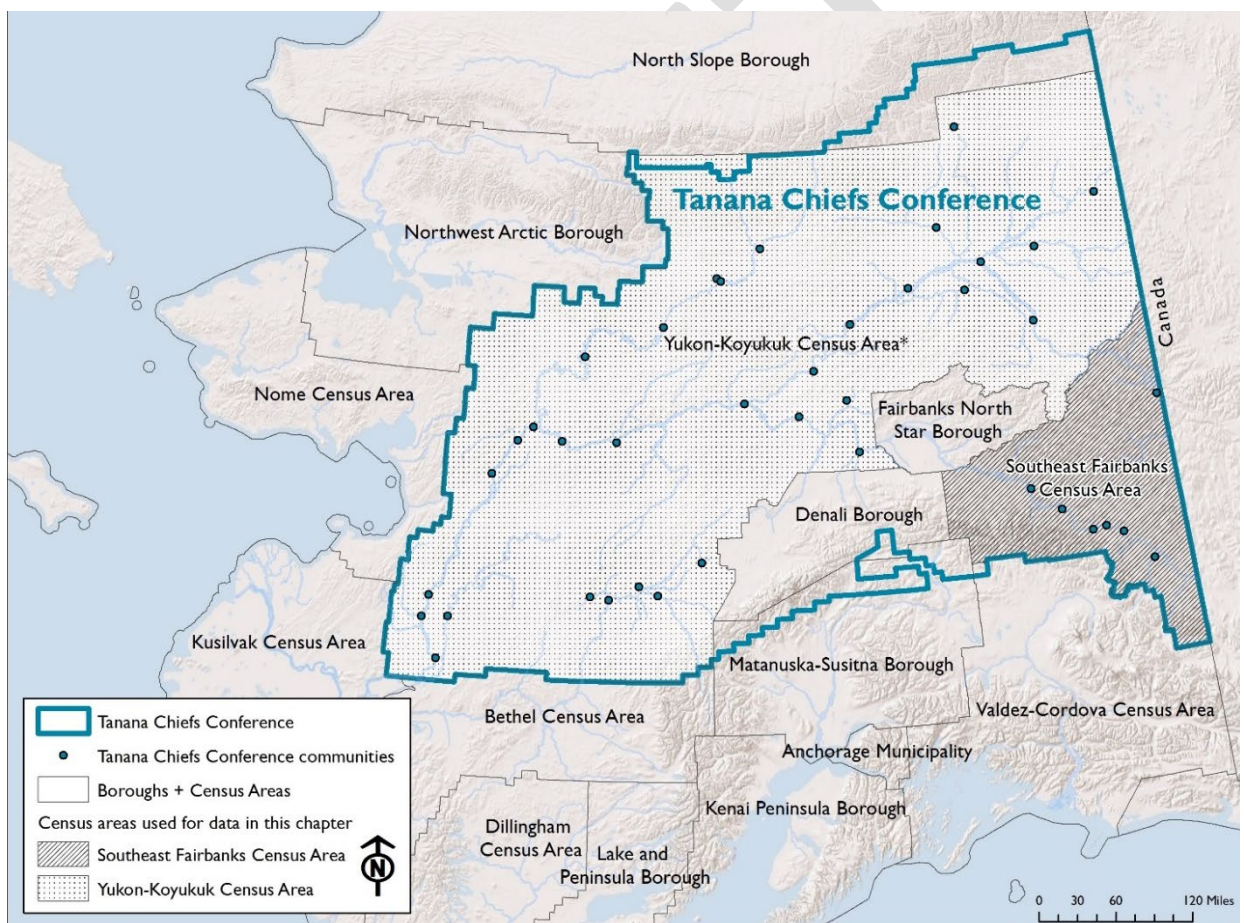 North Slope Borough
Tanana Chiefs Conference
Northwest Arctic Borough
Canada
Yukon-Koyukuk Census Area*
Nome Census Area
Fairbanks North
Star Borough
Southeast Fairbanks
Census Area
Denali Borough
Kusilvak Census Area
Matanuska-Susitna Borough
Bethel Census Area
Valdez-Cordova Census Area
Anchorage Municipality
Kenai Peninsula Borough
Dillingham
Census Area
Lake and
Peninsula Borough
Tanana Chiefs Conference
Tanana Chiefs Conference communities
Boroughs + Census Areas
Census areas used for data in this chapter
Southeast Fairbanks Census Area
Yukon-Koyukuk Census Area
N
0 30 60 120 Miles